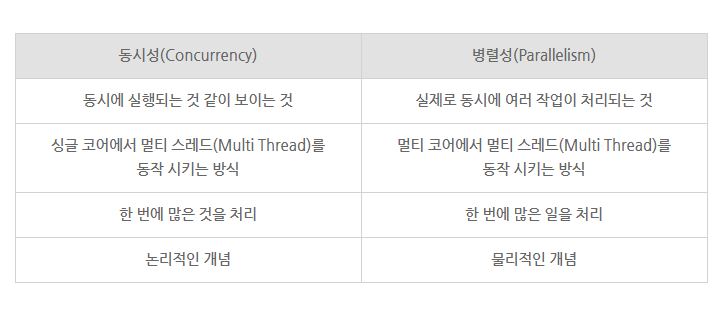 동시성(Concurrency)
병렬성(Parallelism)
동시에 실행되는 것 같이 보이는 것
실제로 동시에 여러 작업이 처리되는 것
싱글 코어에서 멀티 스레드(Multi Thread)를
동작 시키는 방식
멀티 코어에서 멀티 스레드(Multi Thread)를
동작 시키는 방식
한 번에 많은 것을 처리
한 번에 많은 일을 처리
논리적인 개념
물리적인 개념